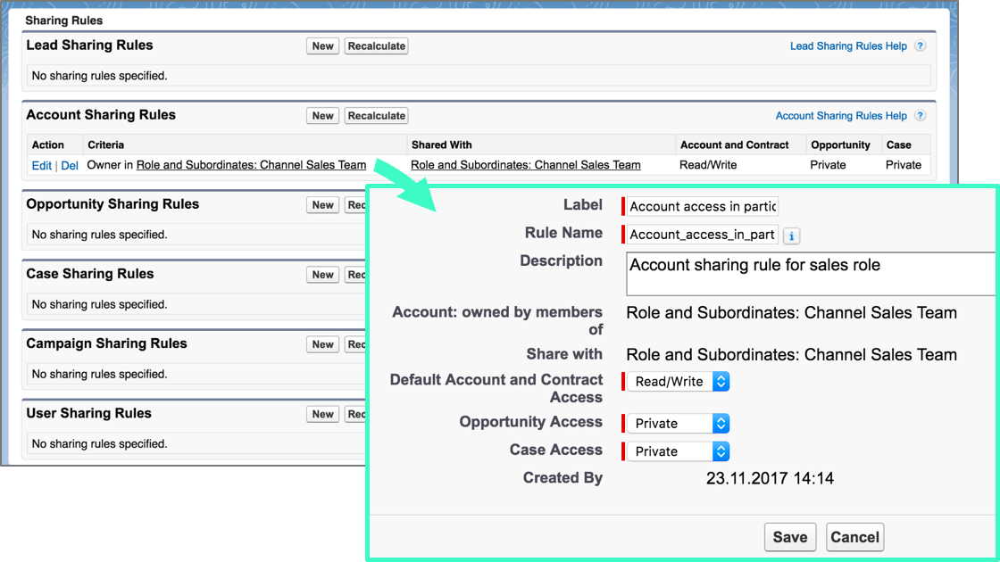 Sharing Rules
Lead Sharing Rules New Recalculate Lead Sharing Rules Help ?
No sharing rules specified.
Account Sharing Rules New Recalculate Account Sharing Rules Help ?
Action Criteria Shared With Account and Contract Opportunity Case
Edit | Del Owner in Role and Subordinates: Channel Sales Team Role and Subordinates: Channel Sales Team Read/Write Private Private
Opportunity Sharing Rules New Rec
No sharing rules specified.
Case Sharing Rules New Rec
No sharing rules specified.
Campaign Sharing Rules New Rec
No sharing rules specified.
User Sharing Rules New Rec
No sharing rules specified.
Label Account access in partic
Rule Name Account_access_in_part i
Description Account sharing rule for sales role
Account: owned by members Role and Subordinates: Channel Sales Team
of
Share with Role and Subordinates: Channel Sales Team
Default Account and Contract Read/Write
Access
Opportunity Access Private
Case Access Private
Created By 23.11.2017 14:14
Save Cancel